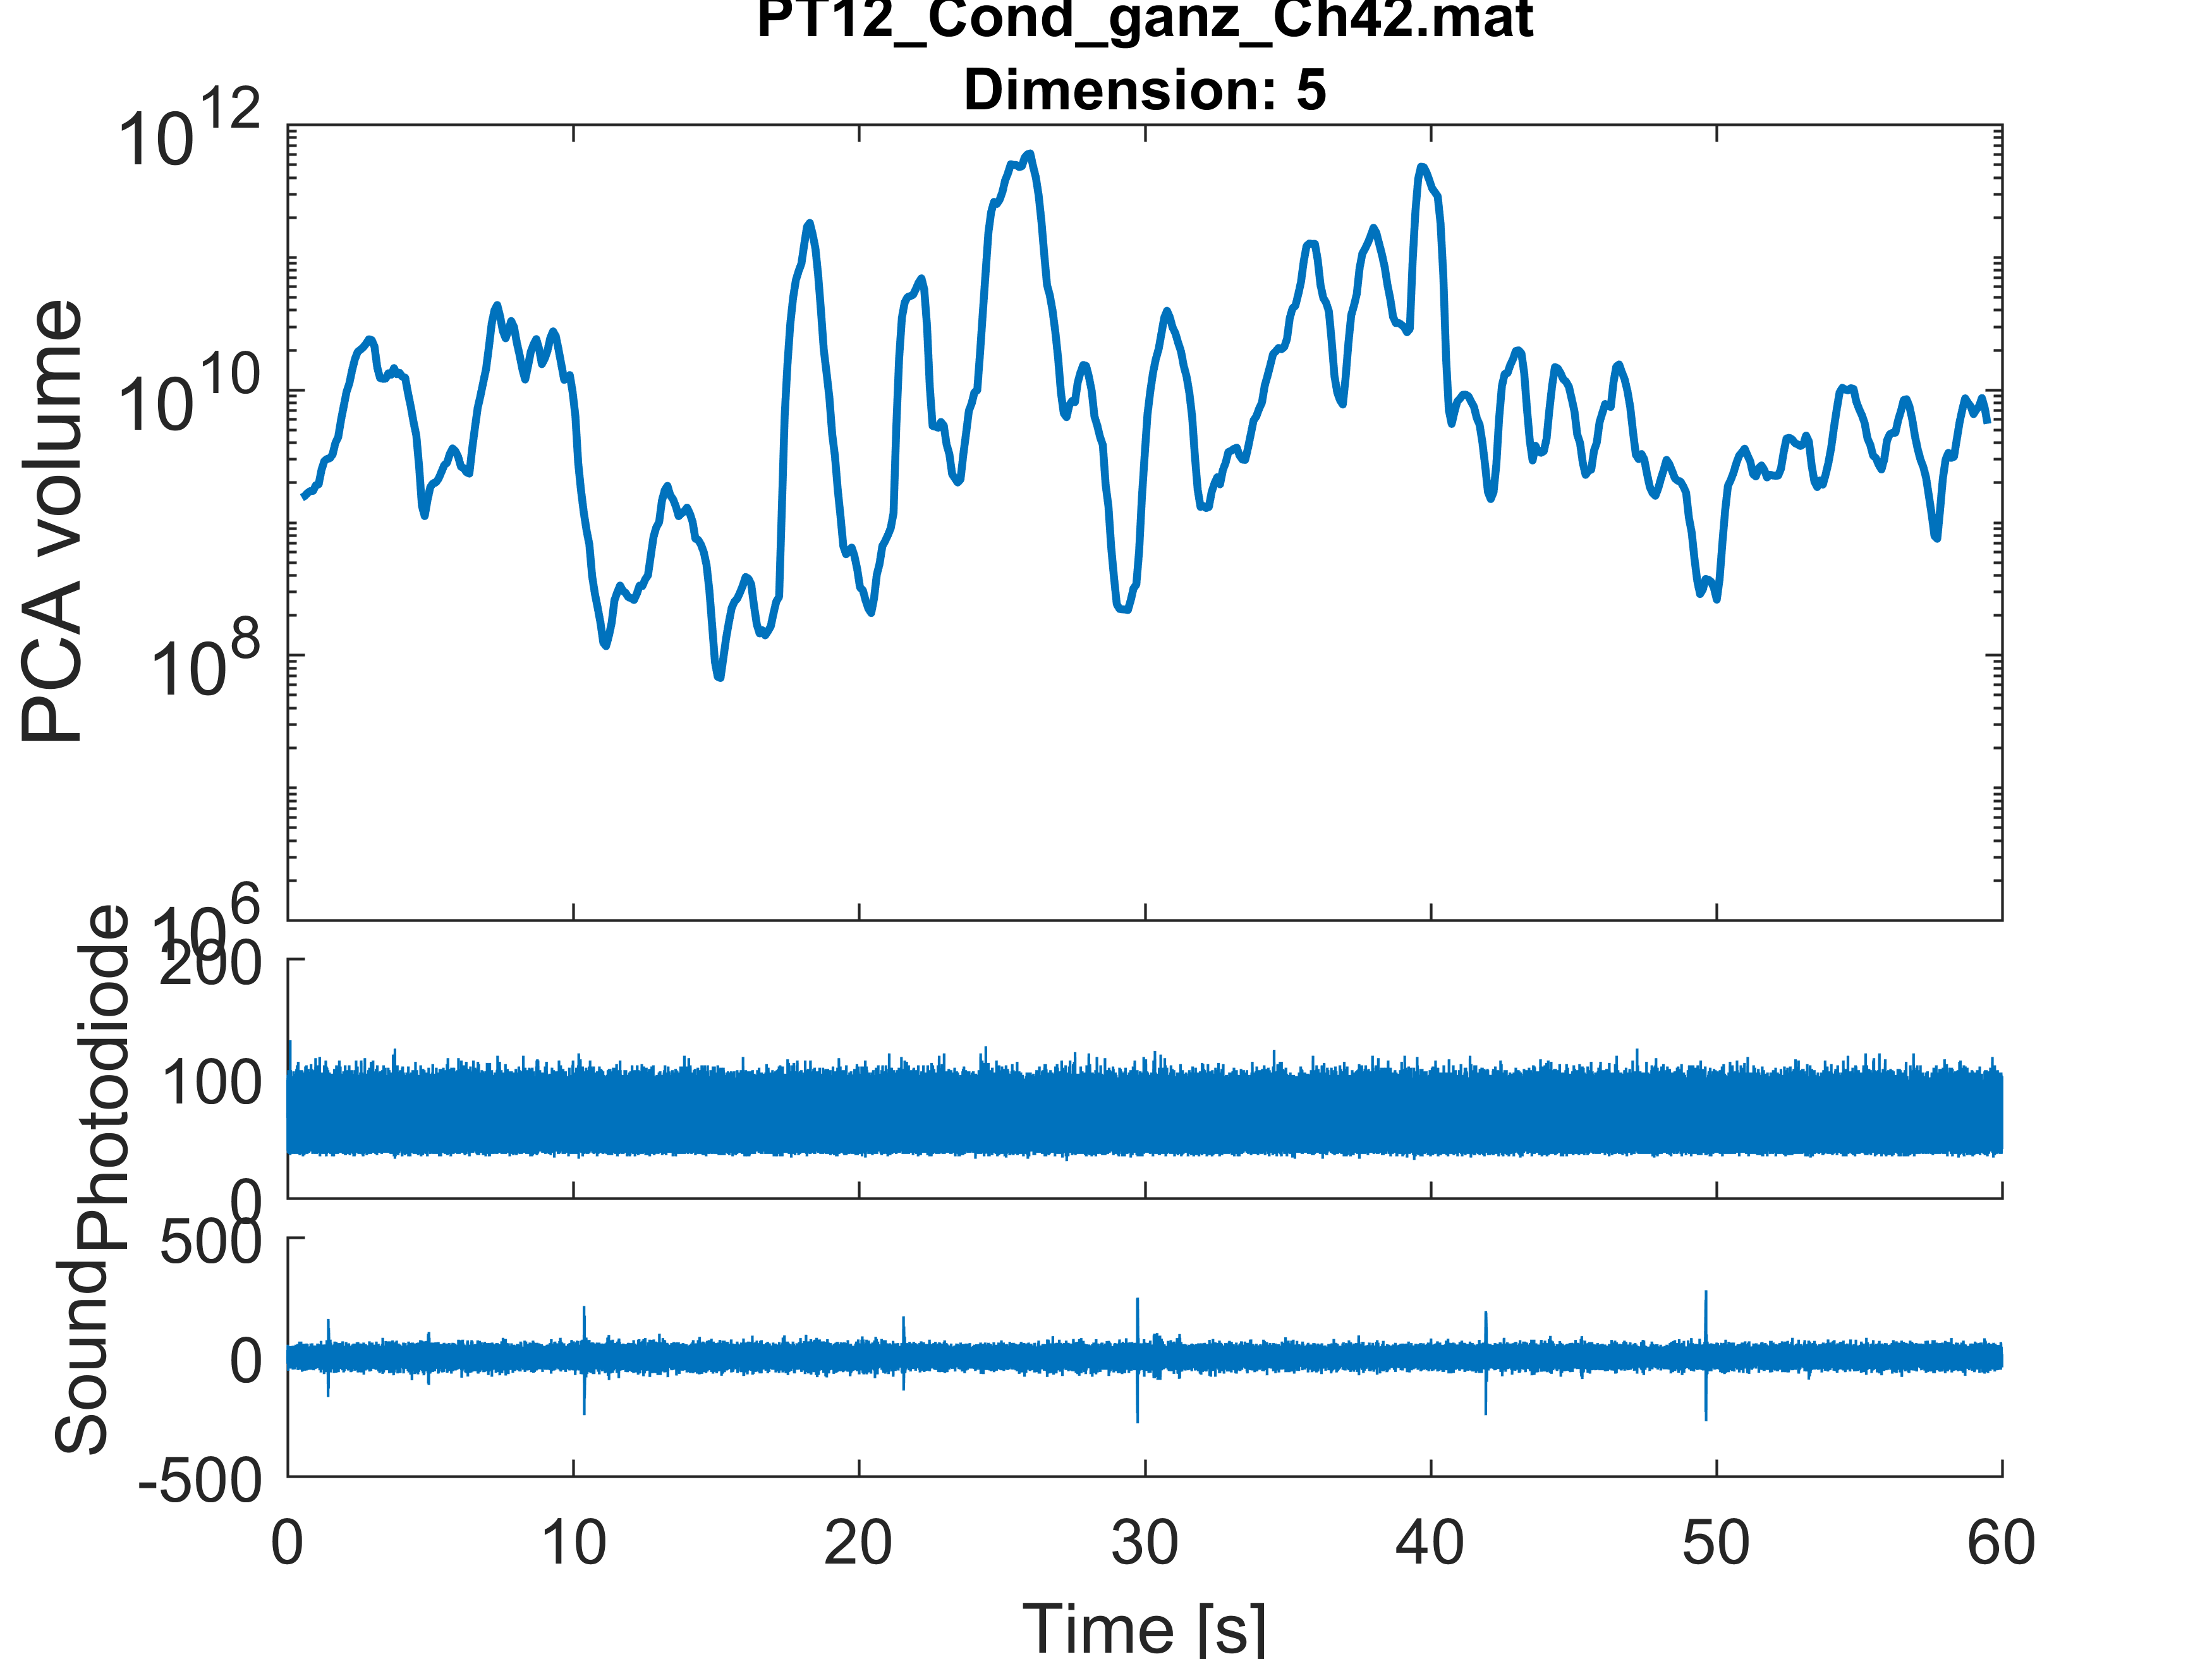 PT12_Cond_ganz_Ch42.mat
Dimension: 5
PCA volume
10^12
10^10
10^8
10^6
Photodiode
200
100
0
Sound
500
0
-500
0 10 20 30 40 50 60
Time [s]